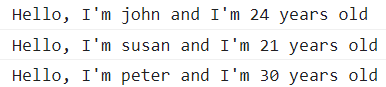 Hello, I'm john and I'm 24 years old
Hello, I'm susan and I'm 21 years old
Hello, I'm peter and I'm 30 years old